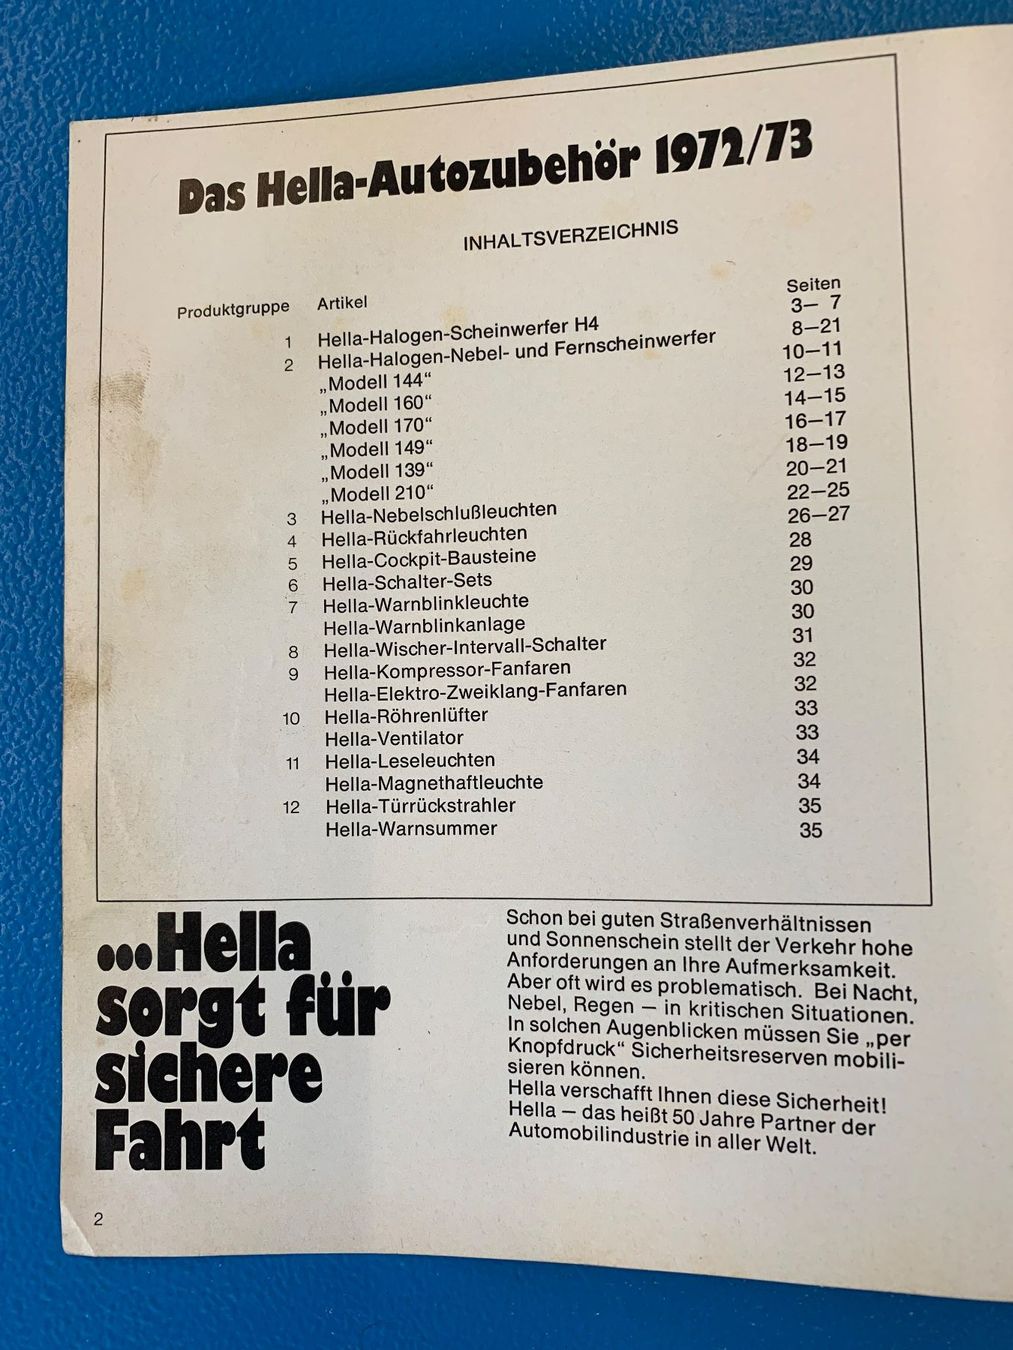 Das Hella-Autozubehör 1972/73
INHALTSVERZEICHNIS
Produktgruppe Artikel Seiten
1 Hella-Halogen-Scheinwerfer H4 3— 7
2 Hella-Halogen-Nebel- und Fernscheinwerfer 8—21
„Modell 144“ 10—11
„Modell 160“ 12—13
„Modell 170“ 14—15
„Modell 149“ 16—17
„Modell 139“ 18—19
„Modell 210“ 20—21
3 Hella-Nebelschlußleuchten 22—25
4 Hella-Rückfahrleuchten 26—27
5 Hella-Cockpit-Bausteine 28
6 Hella-Schalter-Sets 29
7 Hella-Warnblinkleuchte 30
Hella-Warnblinkanlage 30
8 Hella-Wischer-Intervall-Schalter 31
9 Hella-Kompressor-Fanfaren 32
Hella-Elektro-Zweiklang-Fanfaren 32
10 Hella-Röhrenlüfter 33
Hella-Ventilator 33
11 Hella-Leseleuchten 34
Hella-Magnethaftleuchte 34
12 Hella-Türrückstrahler 35
Hella-Warnsummer 35
...Hella
sorgt für
sichere
Fahrt
Schon bei guten Straßenverhältnissen
und Sonnenschein stellt der Verkehr hohe
Anforderungen an Ihre Aufmerksamkeit.
Aber oft wird es problematisch. Bei Nacht,
Nebel, Regen — in kritischen Situationen.
In solchen Augenblicken müssen Sie „per
Knopfdruck“ Sicherheitsreserven mobili-
sieren können.
Hella verschafft Ihnen diese Sicherheit!
Hella — das heißt 50 Jahre Partner der
Automobilindustrie in aller Welt.
2